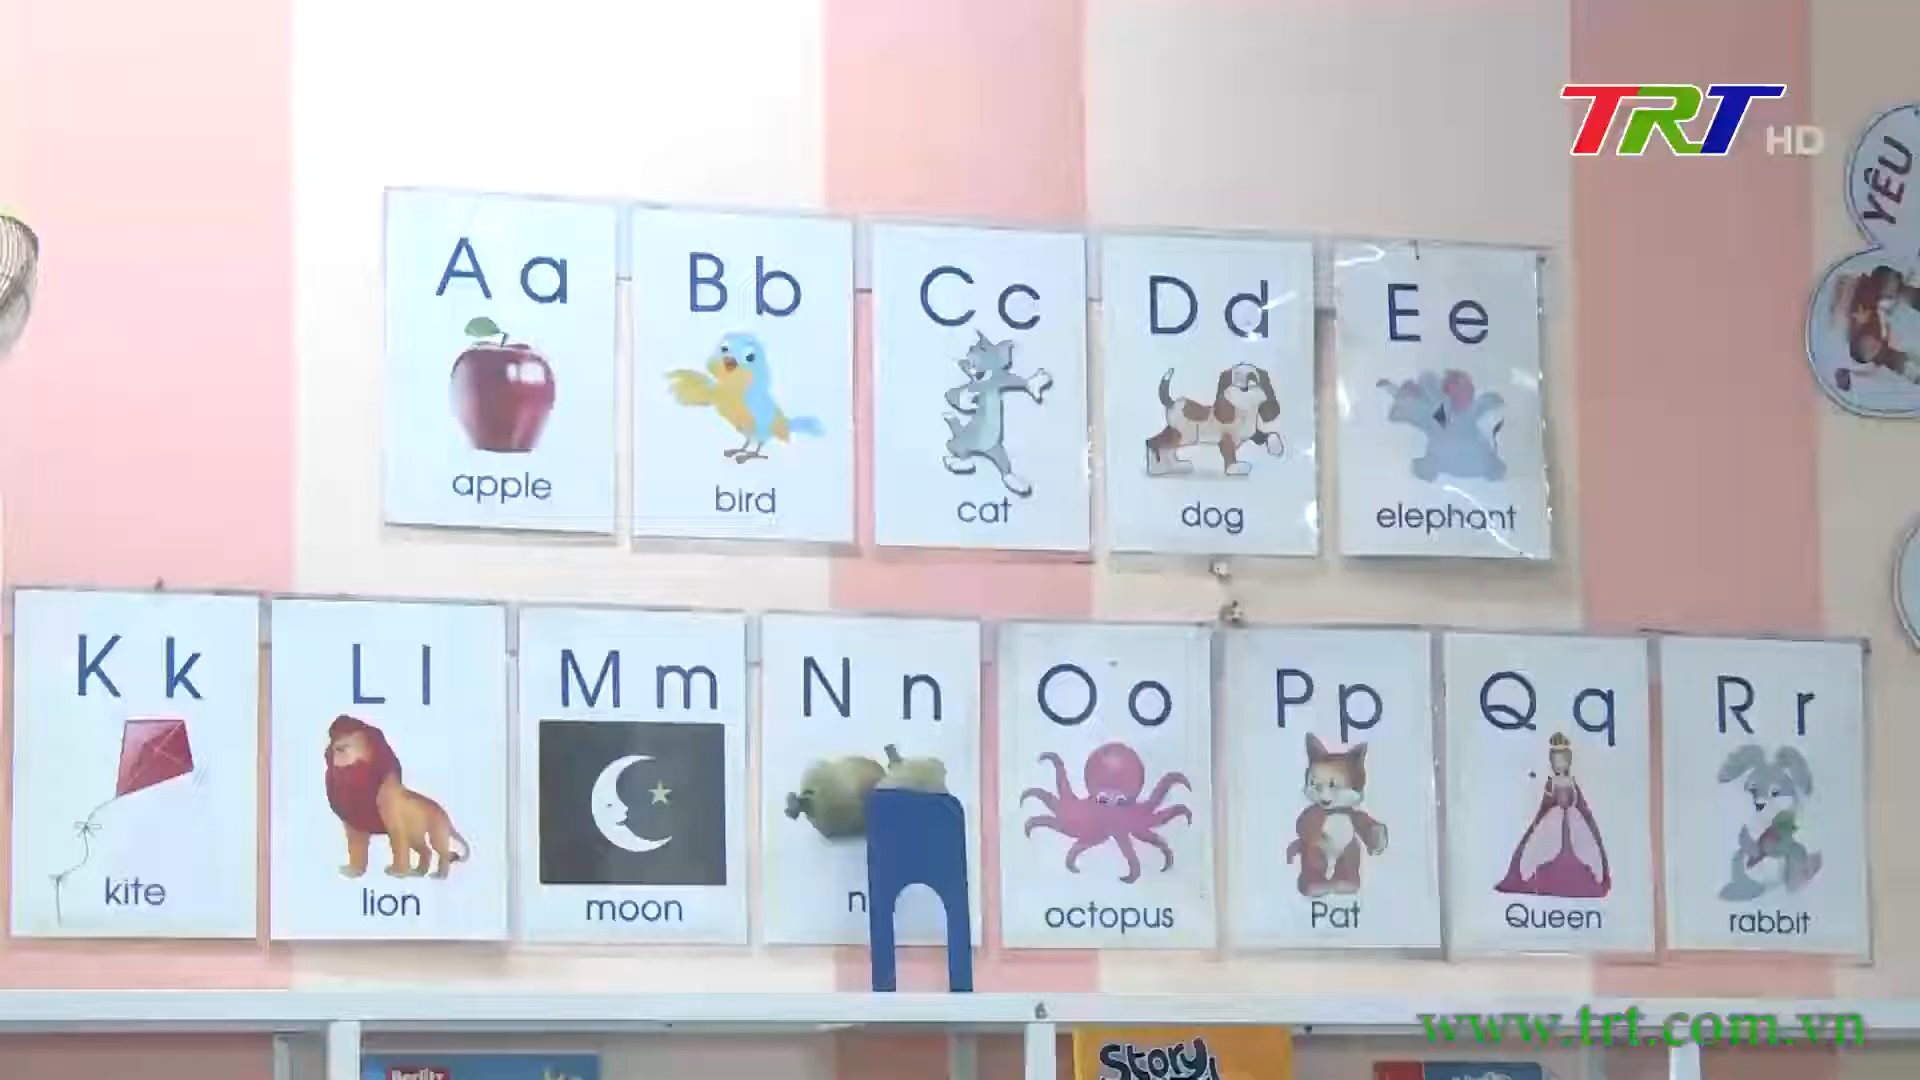 TRT HD
YÊU
A a
apple
B b
bird
C c
cat
D d
dog
E e
elephant
K k
kite
L l
lion
M m
moon
N n
n
O o
octopus
P p
Pat
Q q
Queen
R r
rabbit
www.trt.com.vn
Berlitz
Story